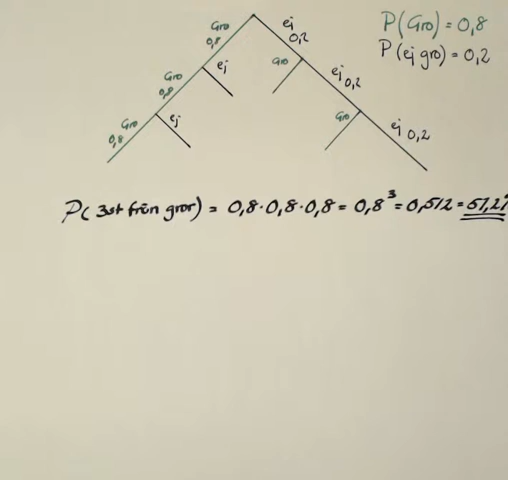 P(Gro) = 0,8
P(ej gro) = 0,2
Gro 0,8 ej 0,2
Gro 0,8 ej Gro ej 0,2
Gro 0,8 ej Gro ej 0,2
P(3st frön gror) = 0,8·0,8·0,8 = 0,8³ = 0,512 = 51,2%